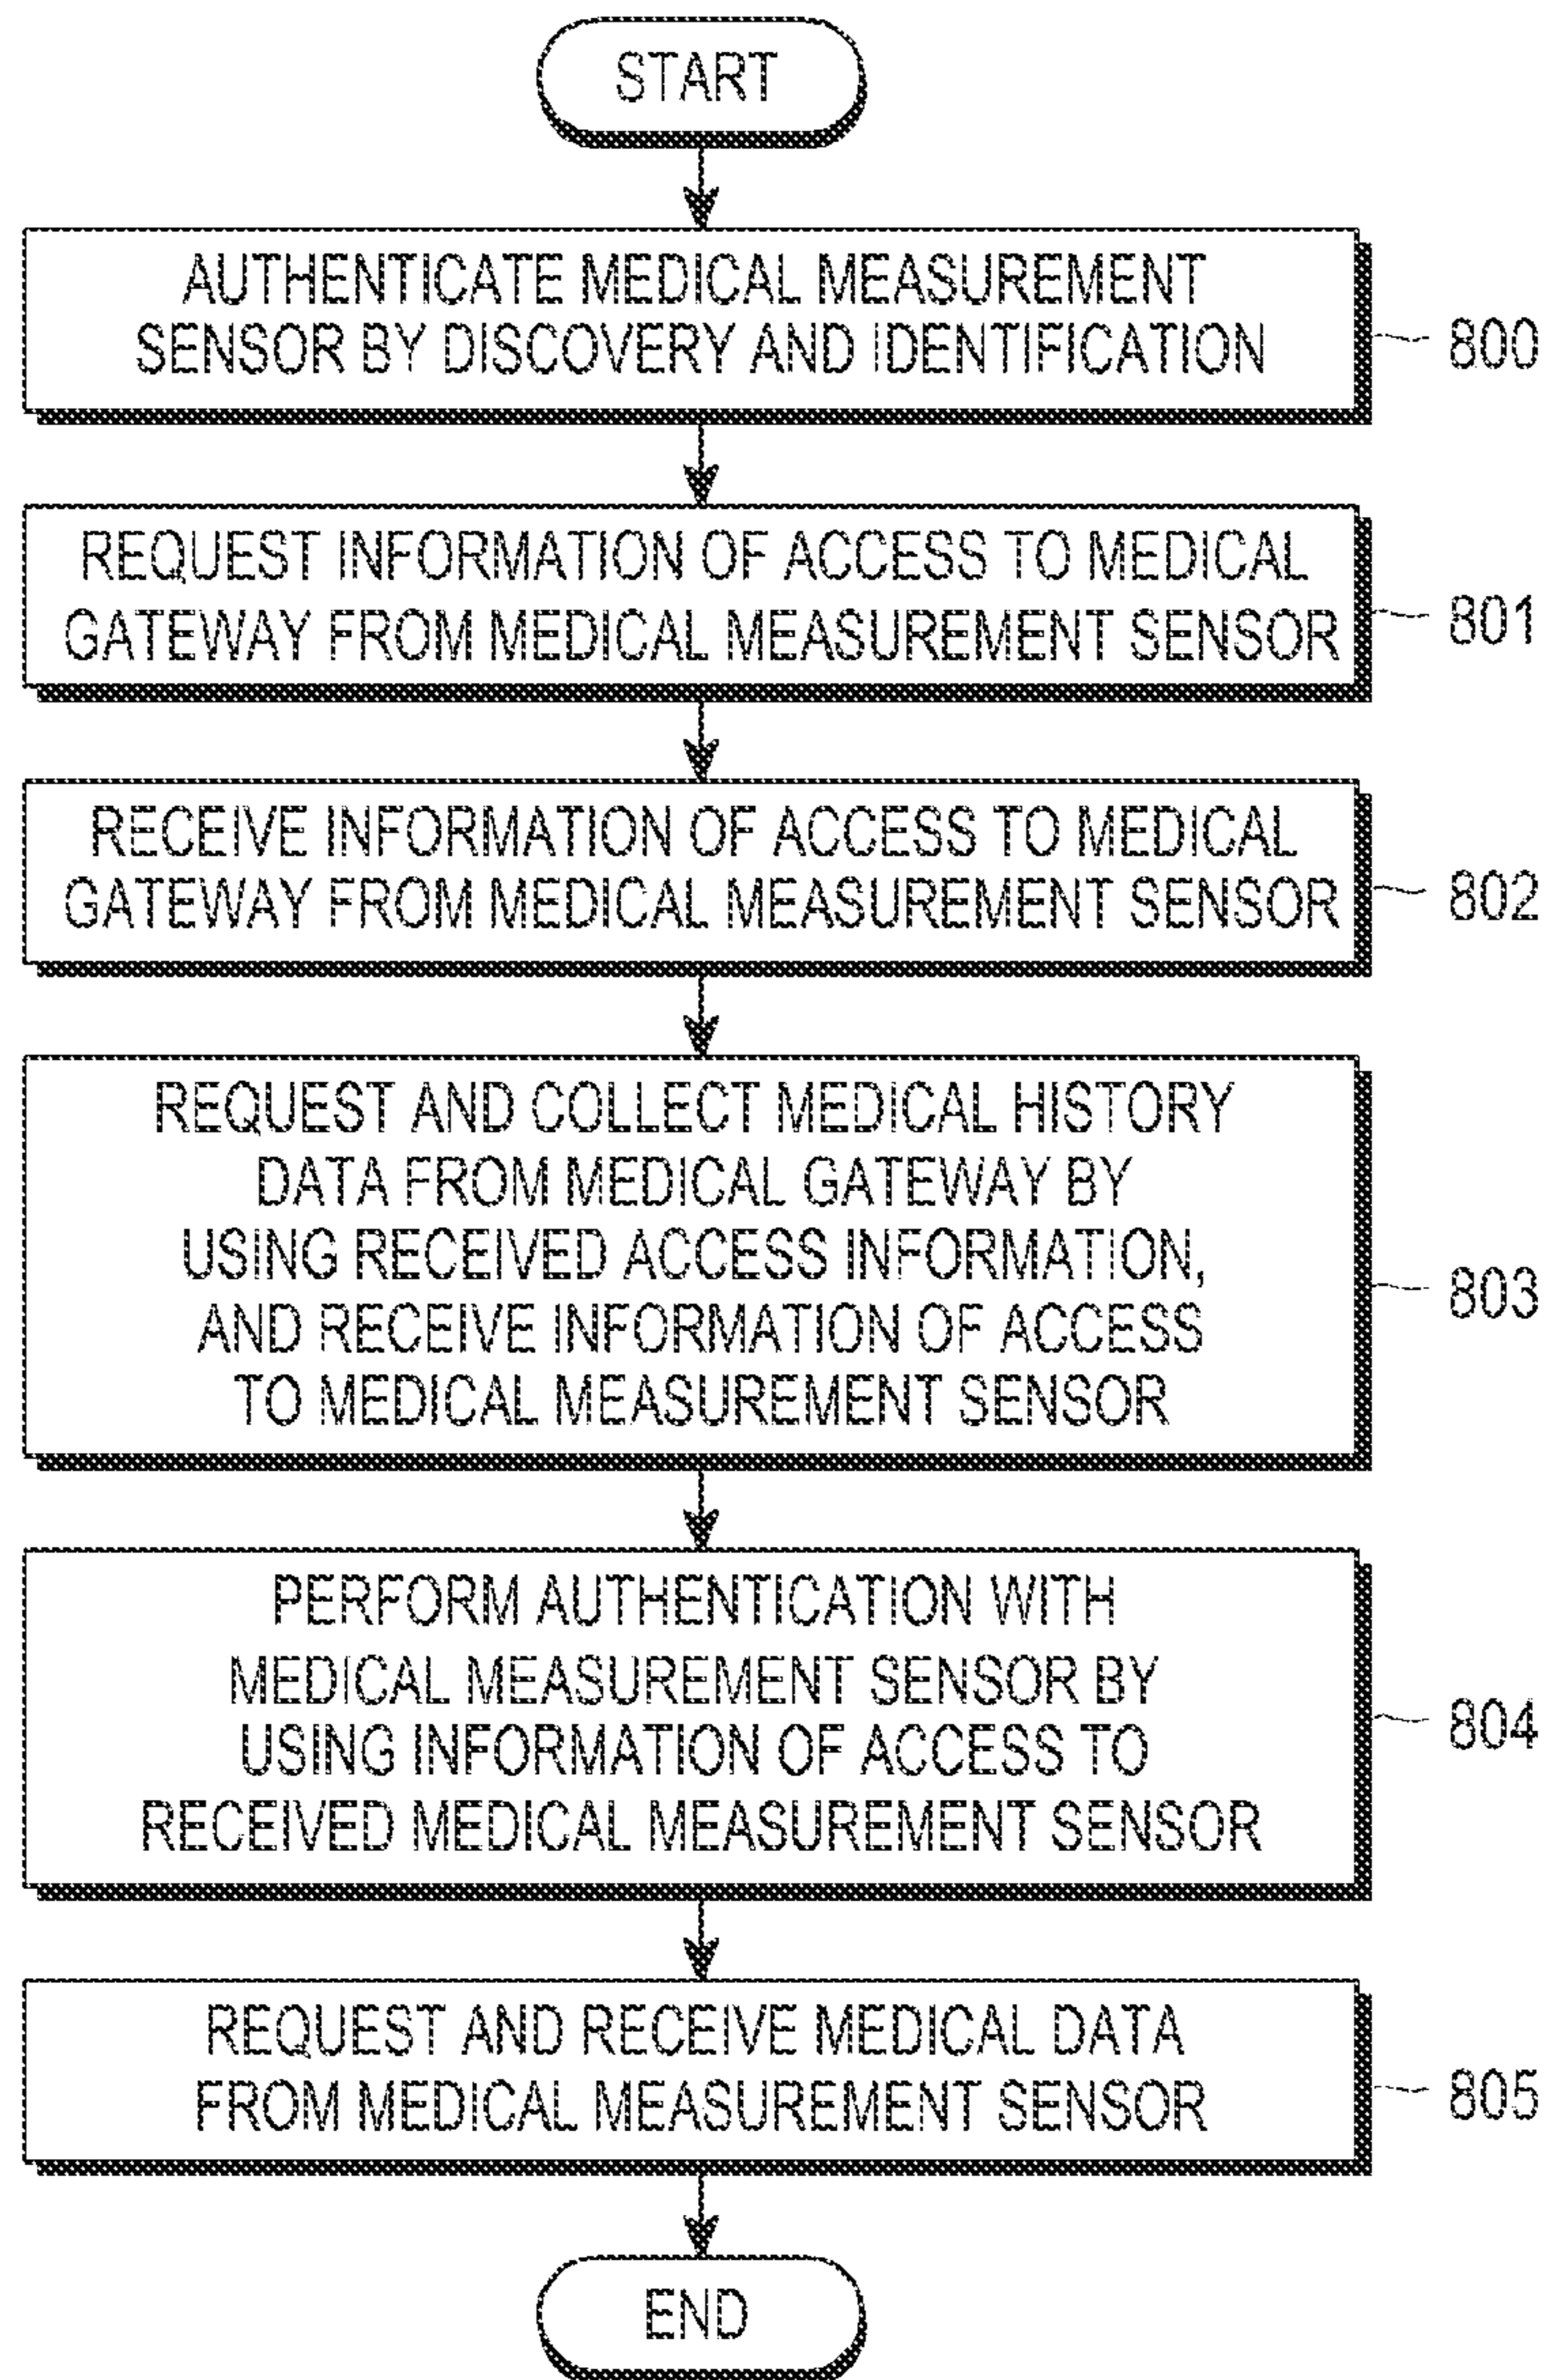 START
AUTHENTICATE MEDICAL MEASUREMENT
SENSOR BY DISCOVERY AND IDENTIFICATION
800
REQUEST INFORMATION OF ACCESS TO MEDICAL
GATEWAY FROM MEDICAL MEASUREMENT SENSOR
801
RECEIVE INFORMATION OF ACCESS TO MEDICAL
GATEWAY FROM MEDICAL MEASUREMENT SENSOR
802
REQUEST AND COLLECT MEDICAL HISTORY
DATA FROM MEDICAL GATEWAY BY
USING RECEIVED ACCESS INFORMATION,
AND RECEIVE INFORMATION OF ACCESS
TO MEDICAL MEASUREMENT SENSOR
803
PERFORM AUTHENTICATION WITH
MEDICAL MEASUREMENT SENSOR BY
USING INFORMATION OF ACCESS TO
RECEIVED MEDICAL MEASUREMENT SENSOR
804
REQUEST AND RECEIVE MEDICAL DATA
FROM MEDICAL MEASUREMENT SENSOR
805
END